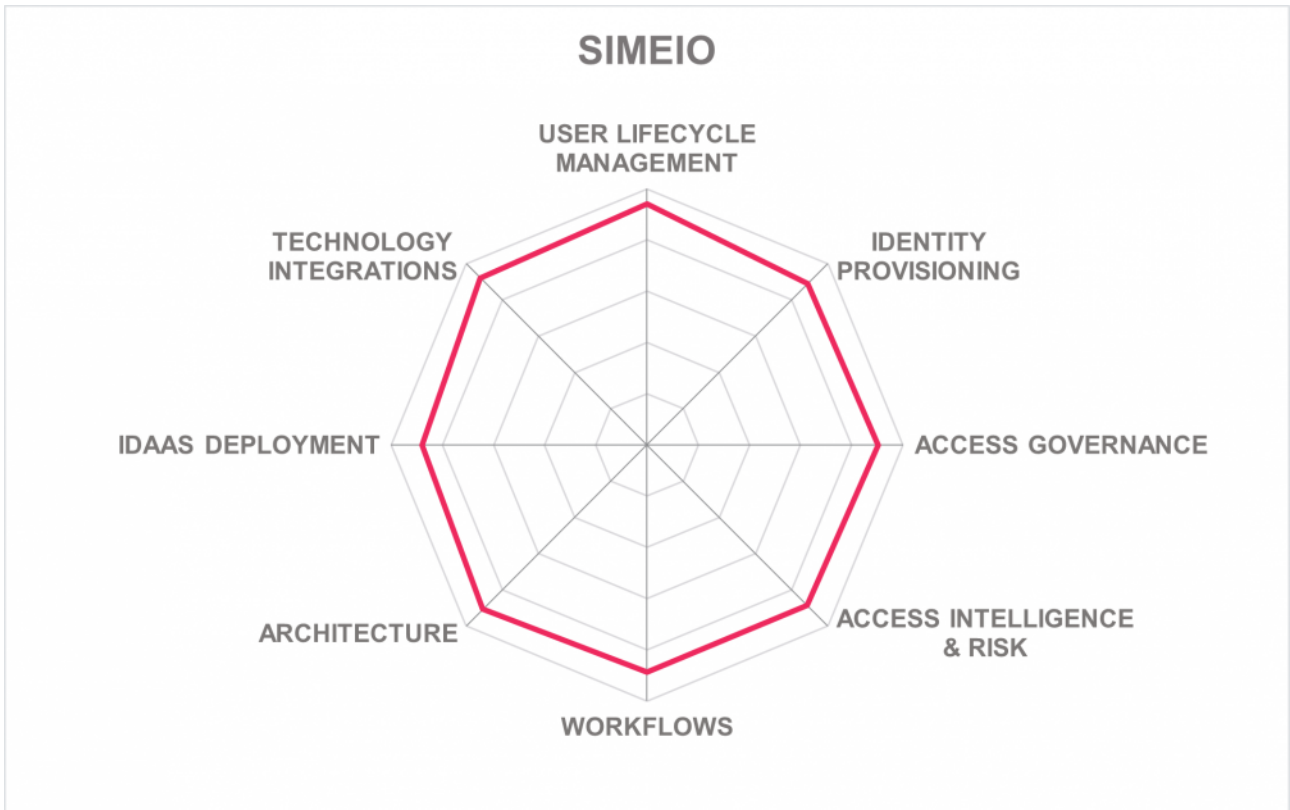 SIMEIO
USER LIFECYCLE
MANAGEMENT
TECHNOLOGY
INTEGRATIONS
IDENTITY
PROVISIONING
IDAAS DEPLOYMENT
ACCESS GOVERNANCE
ARCHITECTURE
ACCESS INTELLIGENCE
& RISK
WORKFLOWS